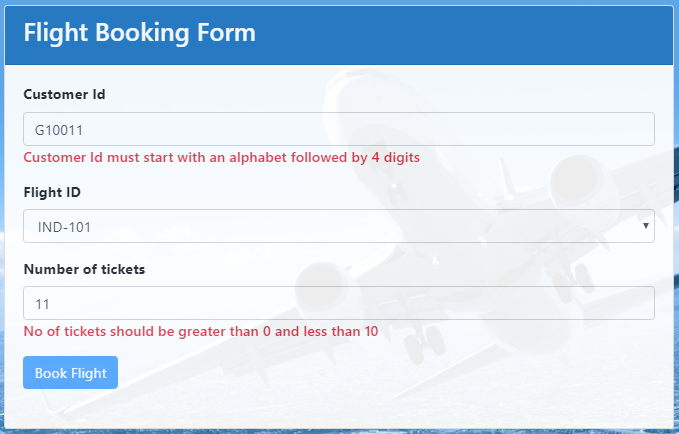 Flight Booking Form
Customer Id
G10011
Customer Id must start with an alphabet followed by 4 digits
Flight ID
IND-101
Number of tickets
11
No of tickets should be greater than 0 and less than 10
Book Flight